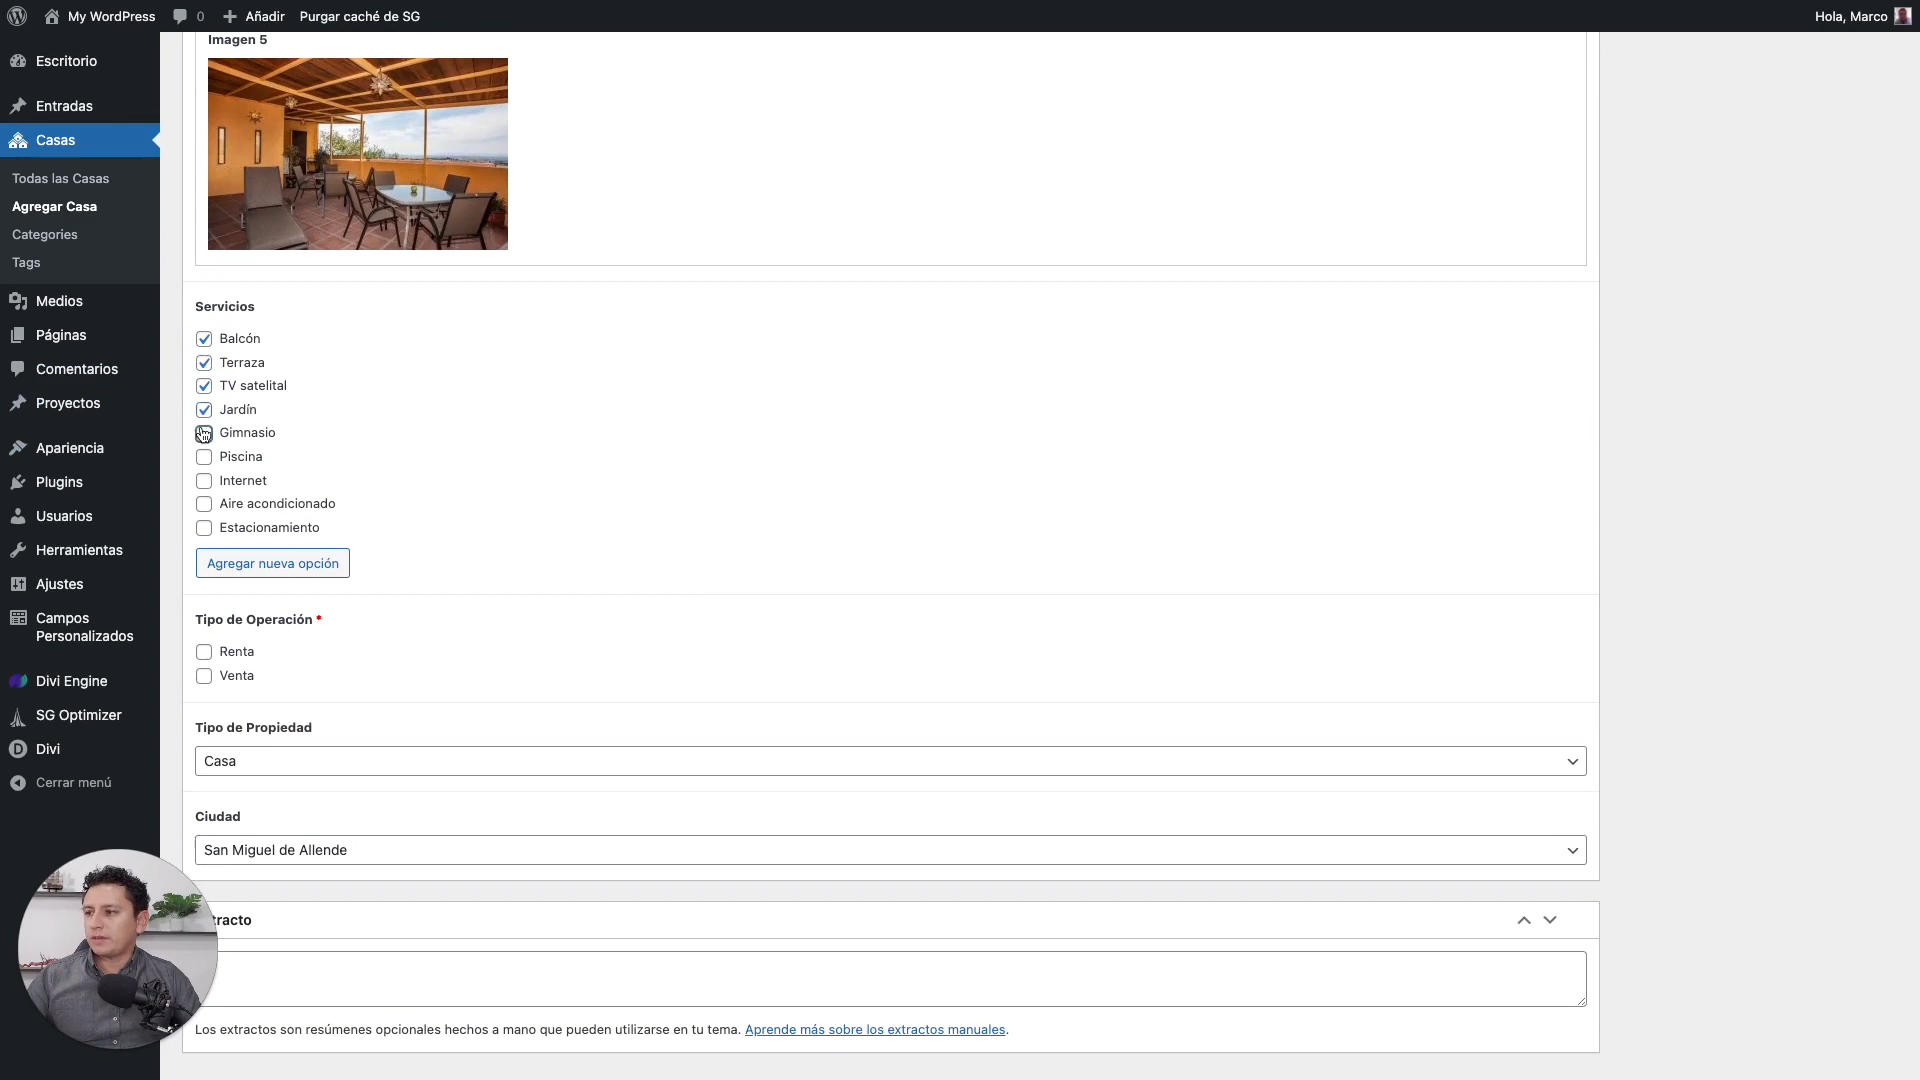 My WordPress
0
Añadir
Purgar caché de SG
Hola, Marco
Escritorio
Entradas
Casas
Todas las Casas
Agregar Casa
Categories
Tags
Medios
Páginas
Comentarios
Proyectos
Apariencia
Plugins
Usuarios
Herramientas
Ajustes
Campos
Personalizados
Divi Engine
SG Optimizer
Divi
Cerrar menú
Imagen 5
Servicios
Balcón
Terraza
TV satelital
Jardín
Gimnasio
Piscina
Internet
Aire acondicionado
Estacionamiento
Agregar nueva opción
Tipo de Operación *
Renta
Venta
Tipo de Propiedad
Casa
Ciudad
San Miguel de Allende
tracto
Los extractos son resúmenes opcionales hechos a mano que pueden utilizarse en tu tema. Aprende más sobre los extractos manuales.